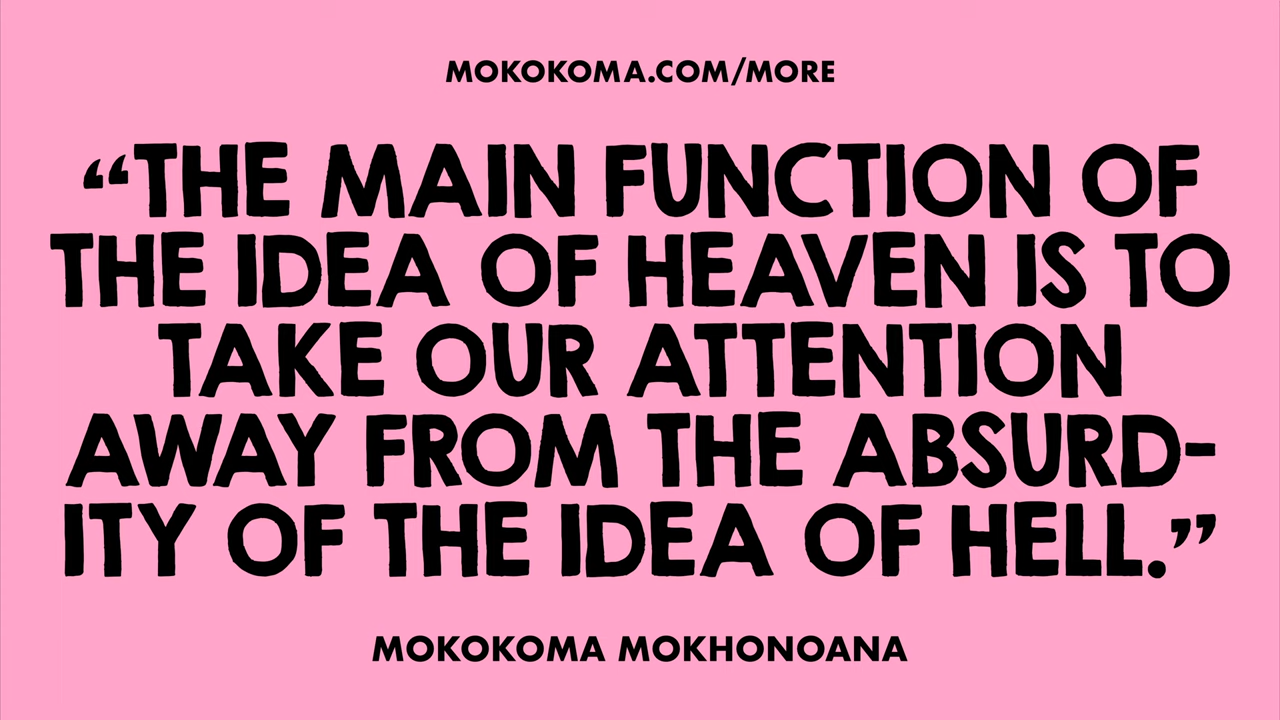 MOKOKOMA.COM/MORE
“THE MAIN FUNCTION OF
THE IDEA OF HEAVEN IS TO
TAKE OUR ATTENTION
AWAY FROM THE ABSURD-
ITY OF THE IDEA OF HELL.”
MOKOKOMA MOKHONOANA